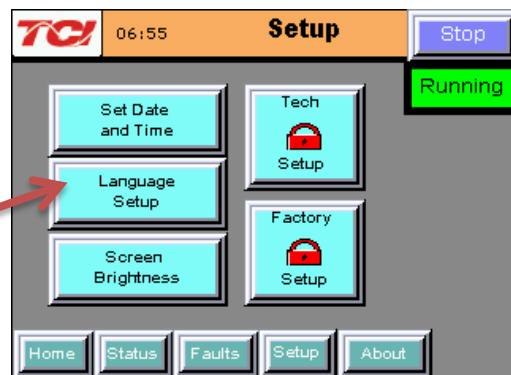 TCI
06:55
Setup
Stop
Running
Set Date
and Time
Tech
Setup
Language
Setup
Factory
Setup
Screen
Brightness
Home
Status
Faults
Setup
About